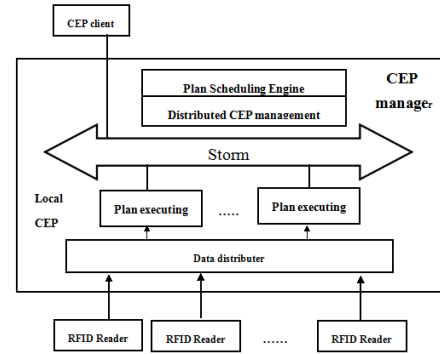 CEP client
CEP
manager
Plan Scheduling Engine
Distributed CEP management
Storm
Local
CEP
Plan executing
.....
Plan executing
Data distributer
RFID Reader
RFID Reader
......
RFID Reader